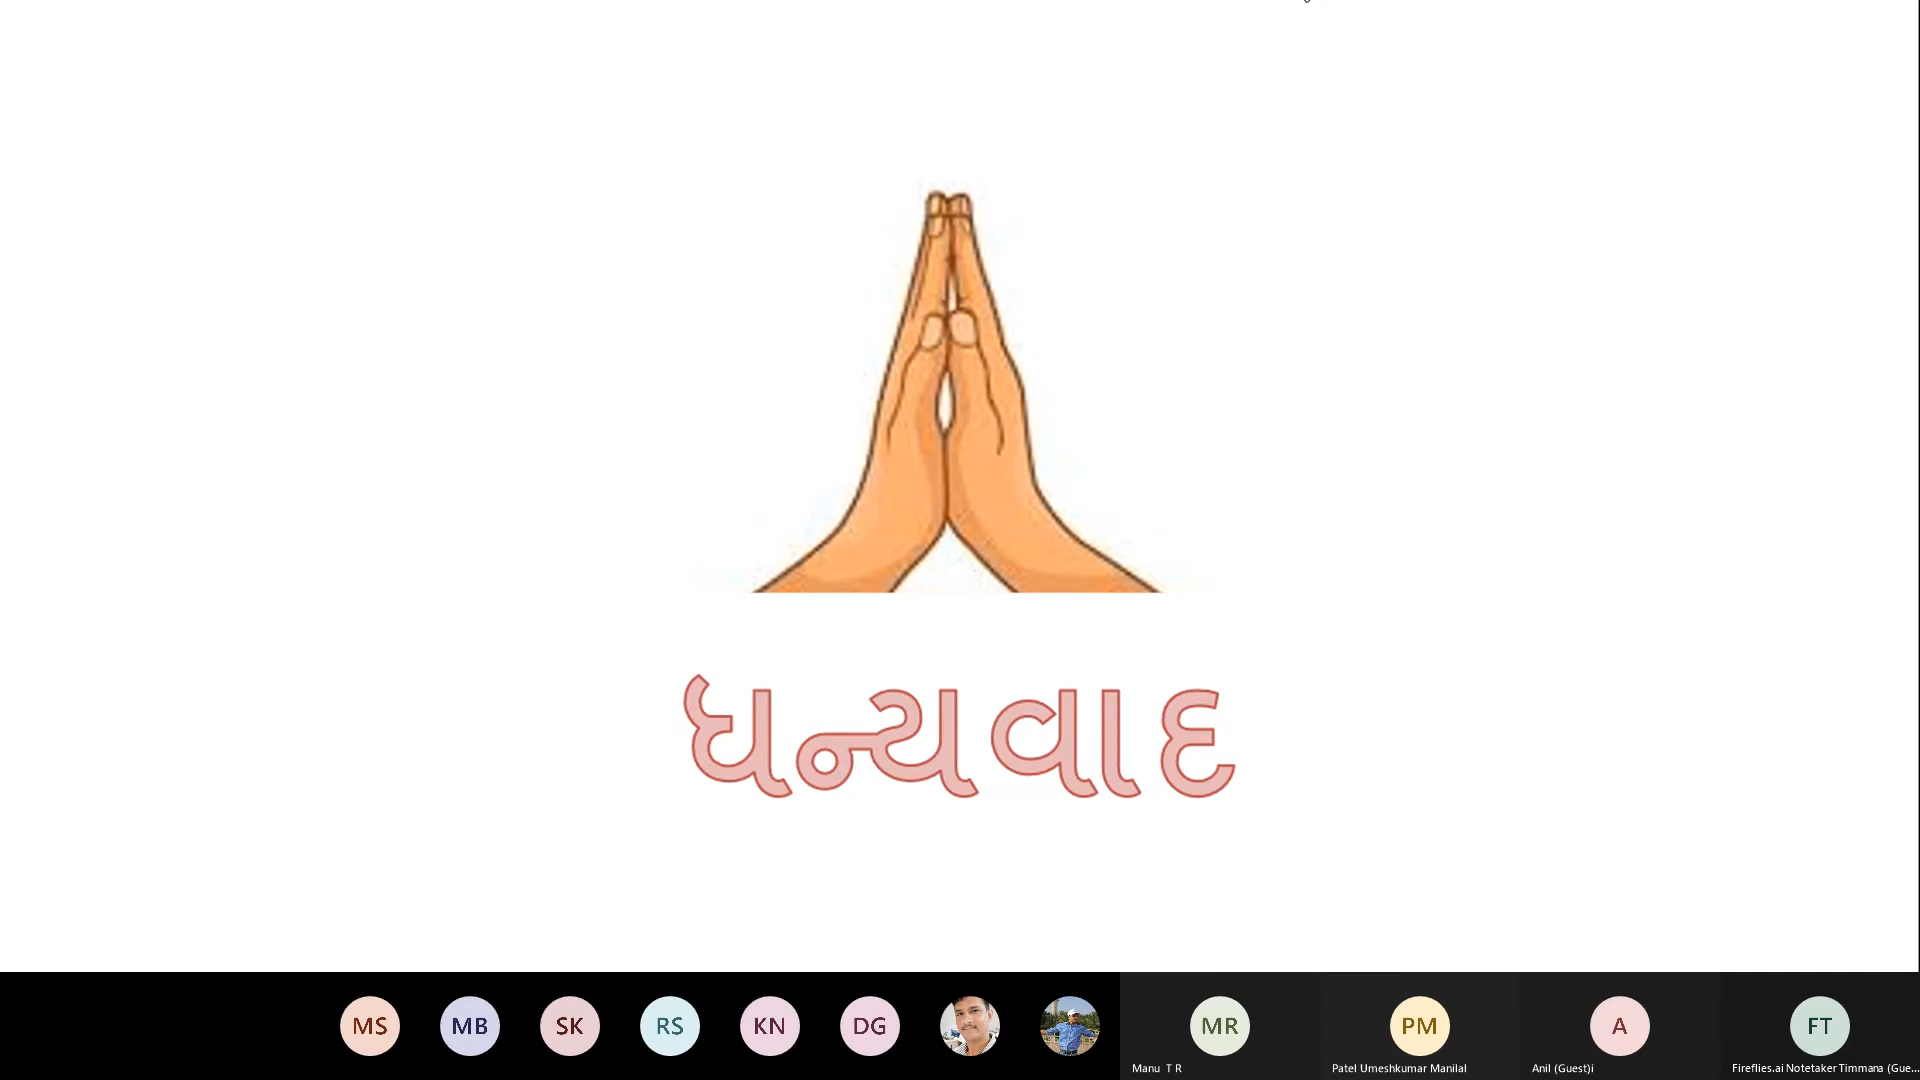 ધન્યવાદ
MS MB SK RS KN DG MR PM A FT
Manu T R Patel Umeshkumar Manilal Anil (Guest)i Fireflies.ai Notetaker Timmana (Gue...